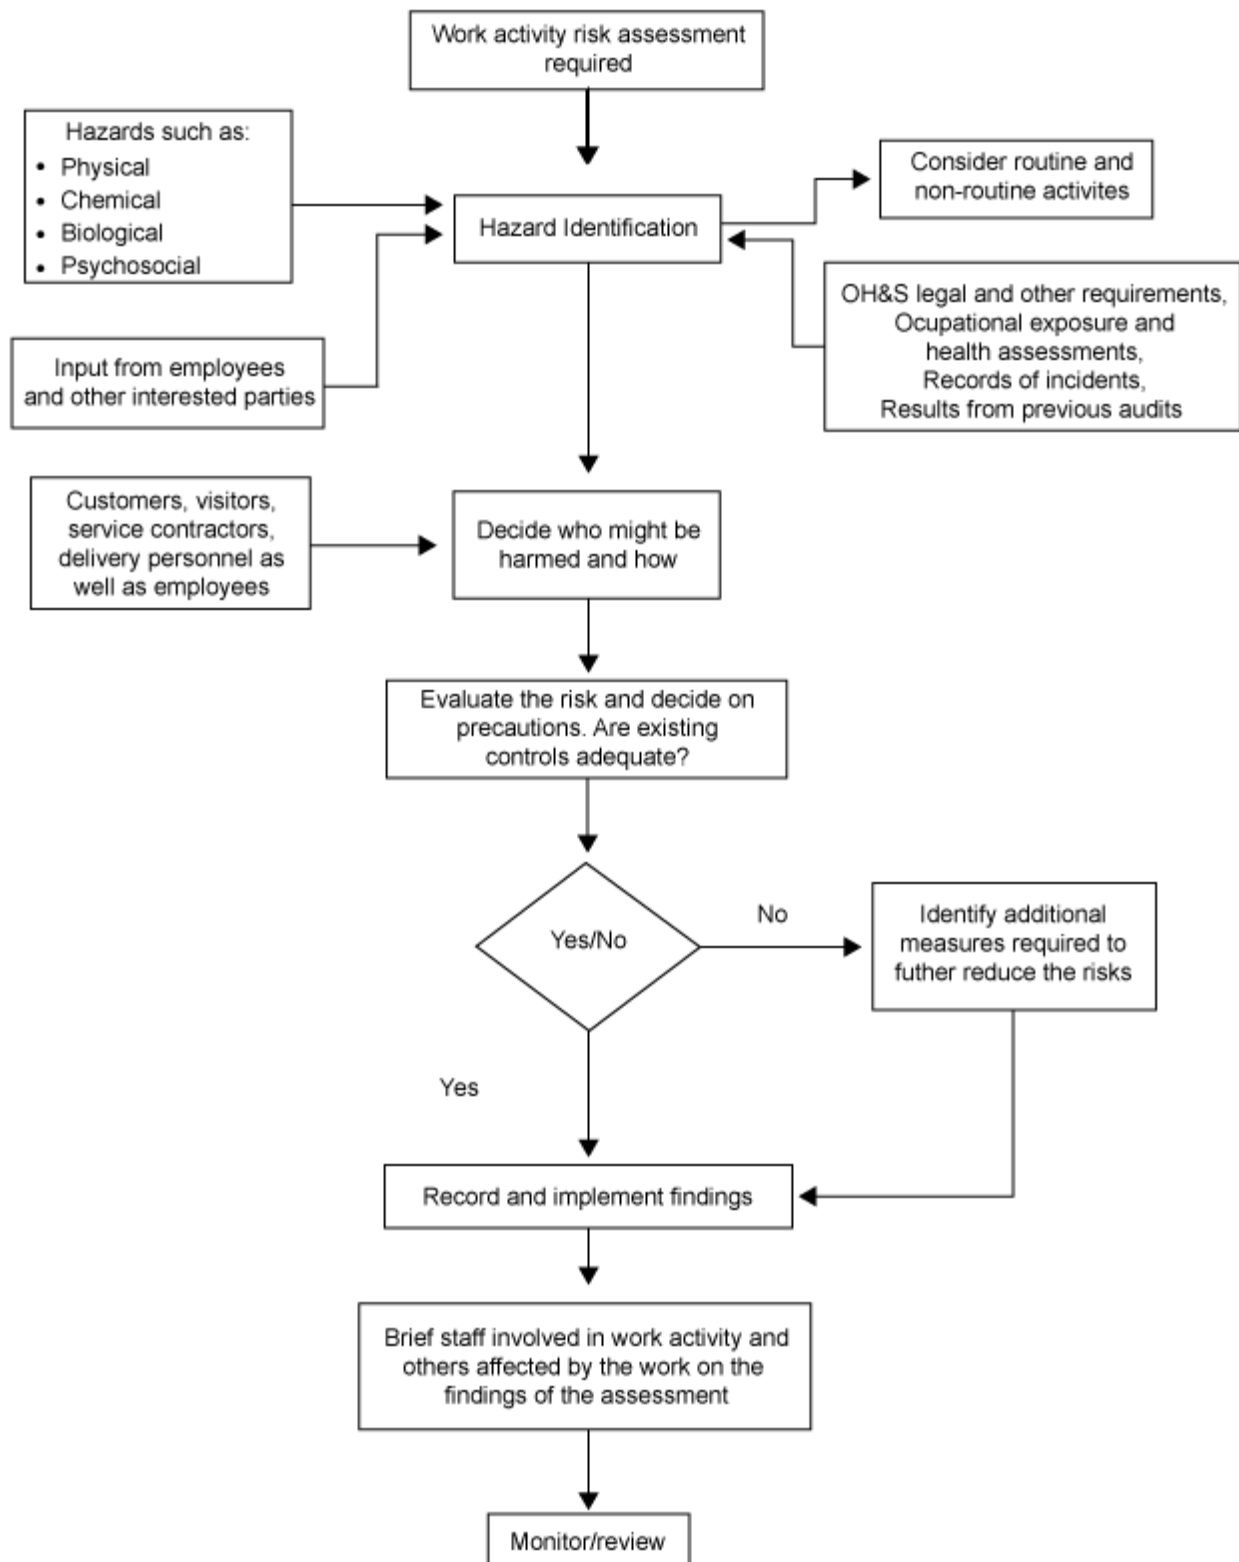 Work activity risk assessment
required
Hazards such as:
• Physical
• Chemical
• Biological
• Psychosocial
Consider routine and
non-routine activites
Hazard Identification
OH&S legal and other requirements,
Ocupational exposure and
health assessments,
Records of incidents,
Results from previous audits
Input from employees
and other interested parties
Customers, visitors,
service contractors,
delivery personnel as
well as employees
Decide who might be
harmed and how
Evaluate the risk and decide on
precautions. Are existing
controls adequate?
Yes/No
No
Identify additional
measures required to
futher reduce the risks
Yes
Record and implement findings
Brief staff involved in work activity and
others affected by the work on the
findings of the assessment
Monitor/review